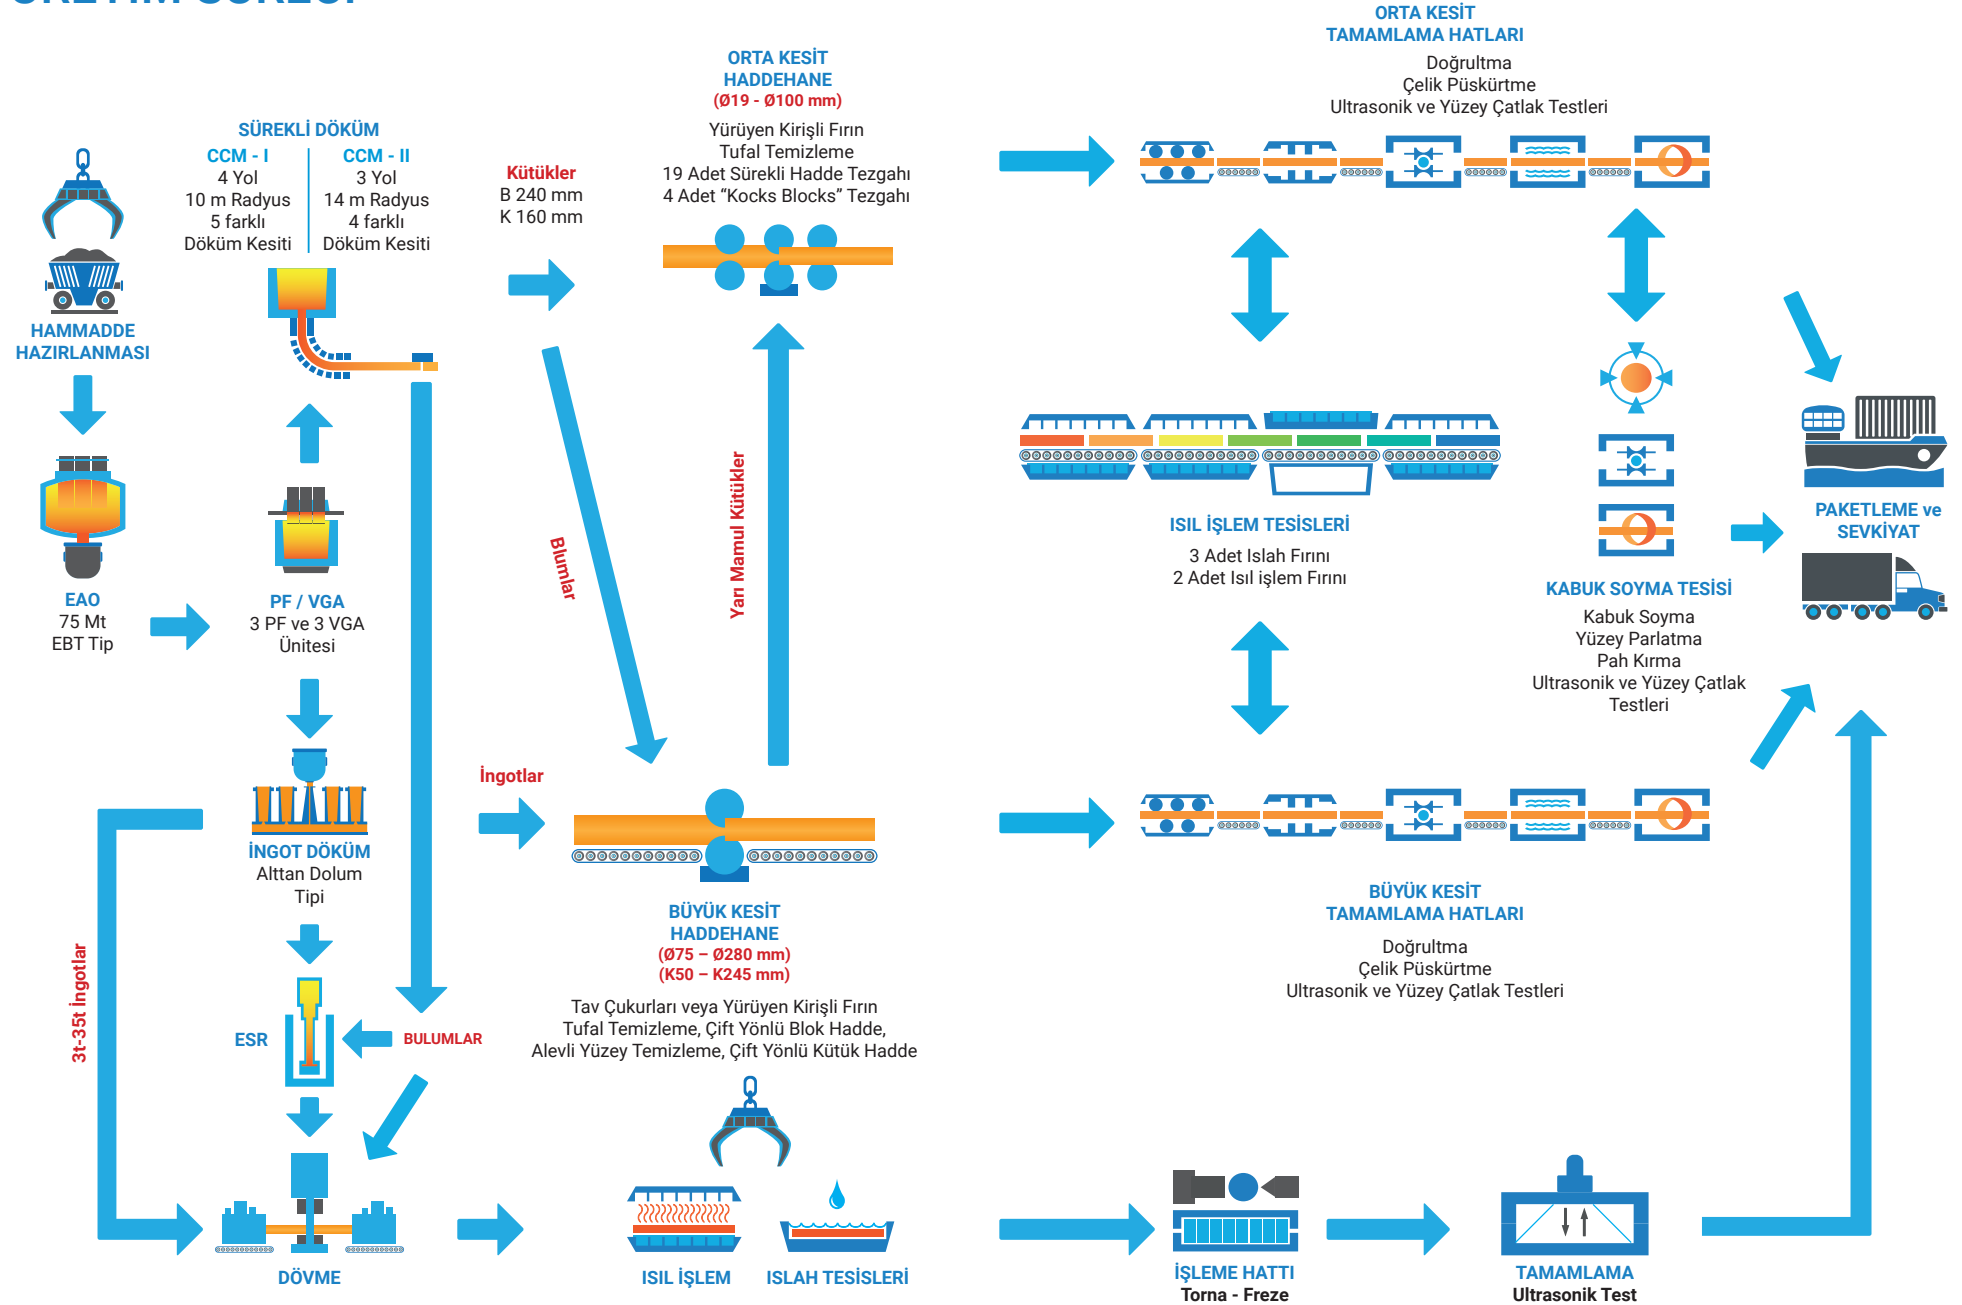 ÜRETİM SÜRECİ
HAMMADDE
HAZIRLANMASI
EAO
75 Mt
EBT Tip
SÜREKLİ DÖKÜM
CCM - I
4 Yol
10 m Radyus
5 farklı
Döküm Kesiti
CCM - II
3 Yol
14 m Radyus
4 farklı
Döküm Kesiti
PF / VGA
3 PF ve 3 VGA
Ünitesi
İNGOT DÖKÜM
Alttan Dolum
Tipi
3t-35t İngotlar
ESR
BULUMLAR
DÖVME
Kütükler
B 240 mm
K 160 mm
Blumlar
İngotlar
Yarı Mamul Kütükler
ORTA KESİT
HADDEHANE
(Ø19 - Ø100 mm)
Yürüyen Kirişli Fırın
Tufal Temizleme
19 Adet Sürekli Hadde Tezgahı
4 Adet “Kocks Blocks” Tezgahı
BÜYÜK KESİT
HADDEHANE
(Ø75 – Ø280 mm)
(K50 – K245 mm)
Tav Çukurları veya Yürüyen Kirişli Fırın
Tufal Temizleme, Çift Yönlü Blok Hadde,
Alevli Yüzey Temizleme, Çift Yönlü Kütük Hadde
ISIL İŞLEM
ISLAH TESİSLERİ
ORTA KESİT
TAMAMLAMA HATLARI
Doğrultma
Çelik Püskürtme
Ultrasonik ve Yüzey Çatlak Testleri
ISIL İŞLEM TESİSLERİ
3 Adet Islah Fırını
2 Adet Isıl işlem Fırını
KABUK SOYMA TESİSİ
Kabuk Soyma
Yüzey Parlatma
Pah Kırma
Ultrasonik ve Yüzey Çatlak
Testleri
PAKETLEME ve
SEVKİYAT
BÜYÜK KESİT
TAMAMLAMA HATLARI
Doğrultma
Çelik Püskürtme
Ultrasonik ve Yüzey Çatlak Testleri
İŞLEME HATTI
Torna - Freze
TAMAMLAMA
Ultrasonik Test